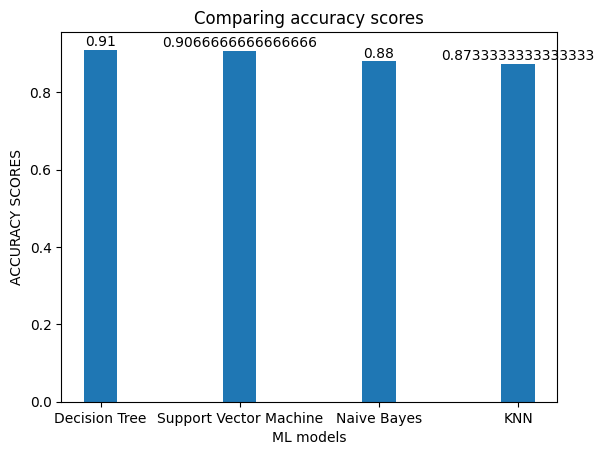 Comparing accuracy scores
0.91
0.9066666666666666
0.88
0.8733333333333333
0.8
0.6
0.4
0.2
0.0
ACCURACY SCORES
Decision Tree
Support Vector Machine
Naive Bayes
KNN
ML models